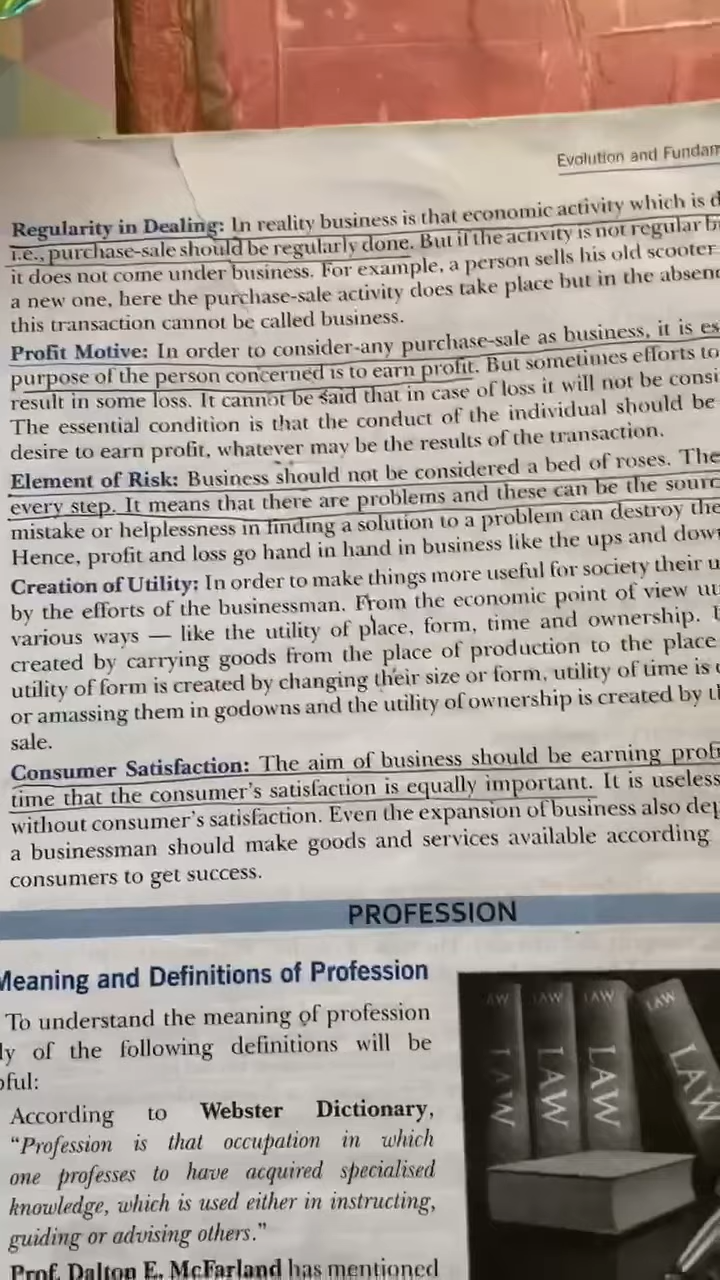 Evolution and Fundam
Regularity in Dealing: In reality business is that economic activity which is d
i.e., purchase-sale should be regularly done. But if the activity is not regular b
it does not come under business. For example, a person sells his old scooter
a new one, here the purchase-sale activity does take place but in the absen
this transaction cannot be called business.
Profit Motive: In order to consider-any purchase-sale as business, it is es
purpose of the person concerned is to earn profit. But sometimes efforts to
result in some loss. It cannot be said that in case of loss it will not be consi
The essential condition is that the conduct of the individual should be
desire to earn profit, whatever may be the results of the transaction.
Element of Risk: Business should not be considered a bed of roses. The
every step. It means that there are problems and these can be the sourc
mistake or helplessness in finding a solution to a problem can destroy the
Hence, profit and loss go hand in hand in business like the ups and dow
Creation of Utility: In order to make things more useful for society their u
by the efforts of the businessman. From the economic point of view ut
various ways — like the utility of place, form, time and ownership.
created by carrying goods from the place of production to the place
utility of form is created by changing their size or form, utility of time is
or amassing them in godowns and the utility of ownership is created by t
sale.
Consumer Satisfaction: The aim of business should be earning prof
time that the consumer's satisfaction is equally important. It is useless
without consumer's satisfaction. Even the expansion of business also dep
a businessman should make goods and services available according
consumers to get success.
PROFESSION
Meaning and Definitions of Profession
To understand the meaning of profession
ly of the following definitions will be
pful:
According to Webster Dictionary,
"Profession is that occupation in which
one professes to have acquired specialised
knowledge, which is used either in instructing,
guiding or advising others."
Prof. Dalton E. McFarland has mentioned
AW LAW LAW LAW
LAW LAW LAW LAW